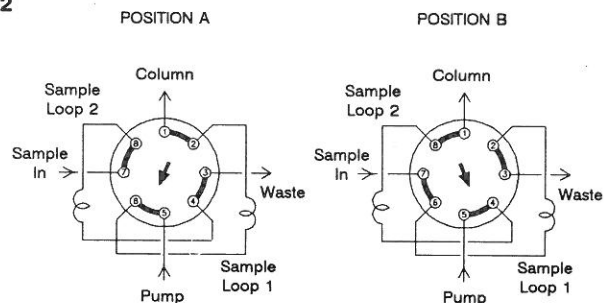 2
POSITION A
POSITION B
Column
Sample
Loop 2
Sample
In
1
2
3
4
5
6
7
8
Waste
Sample
Loop 1
Pump
Column
Sample
Loop 2
Sample
In
1
2
3
4
5
6
7
8
Waste
Sample
Loop 1
Pump